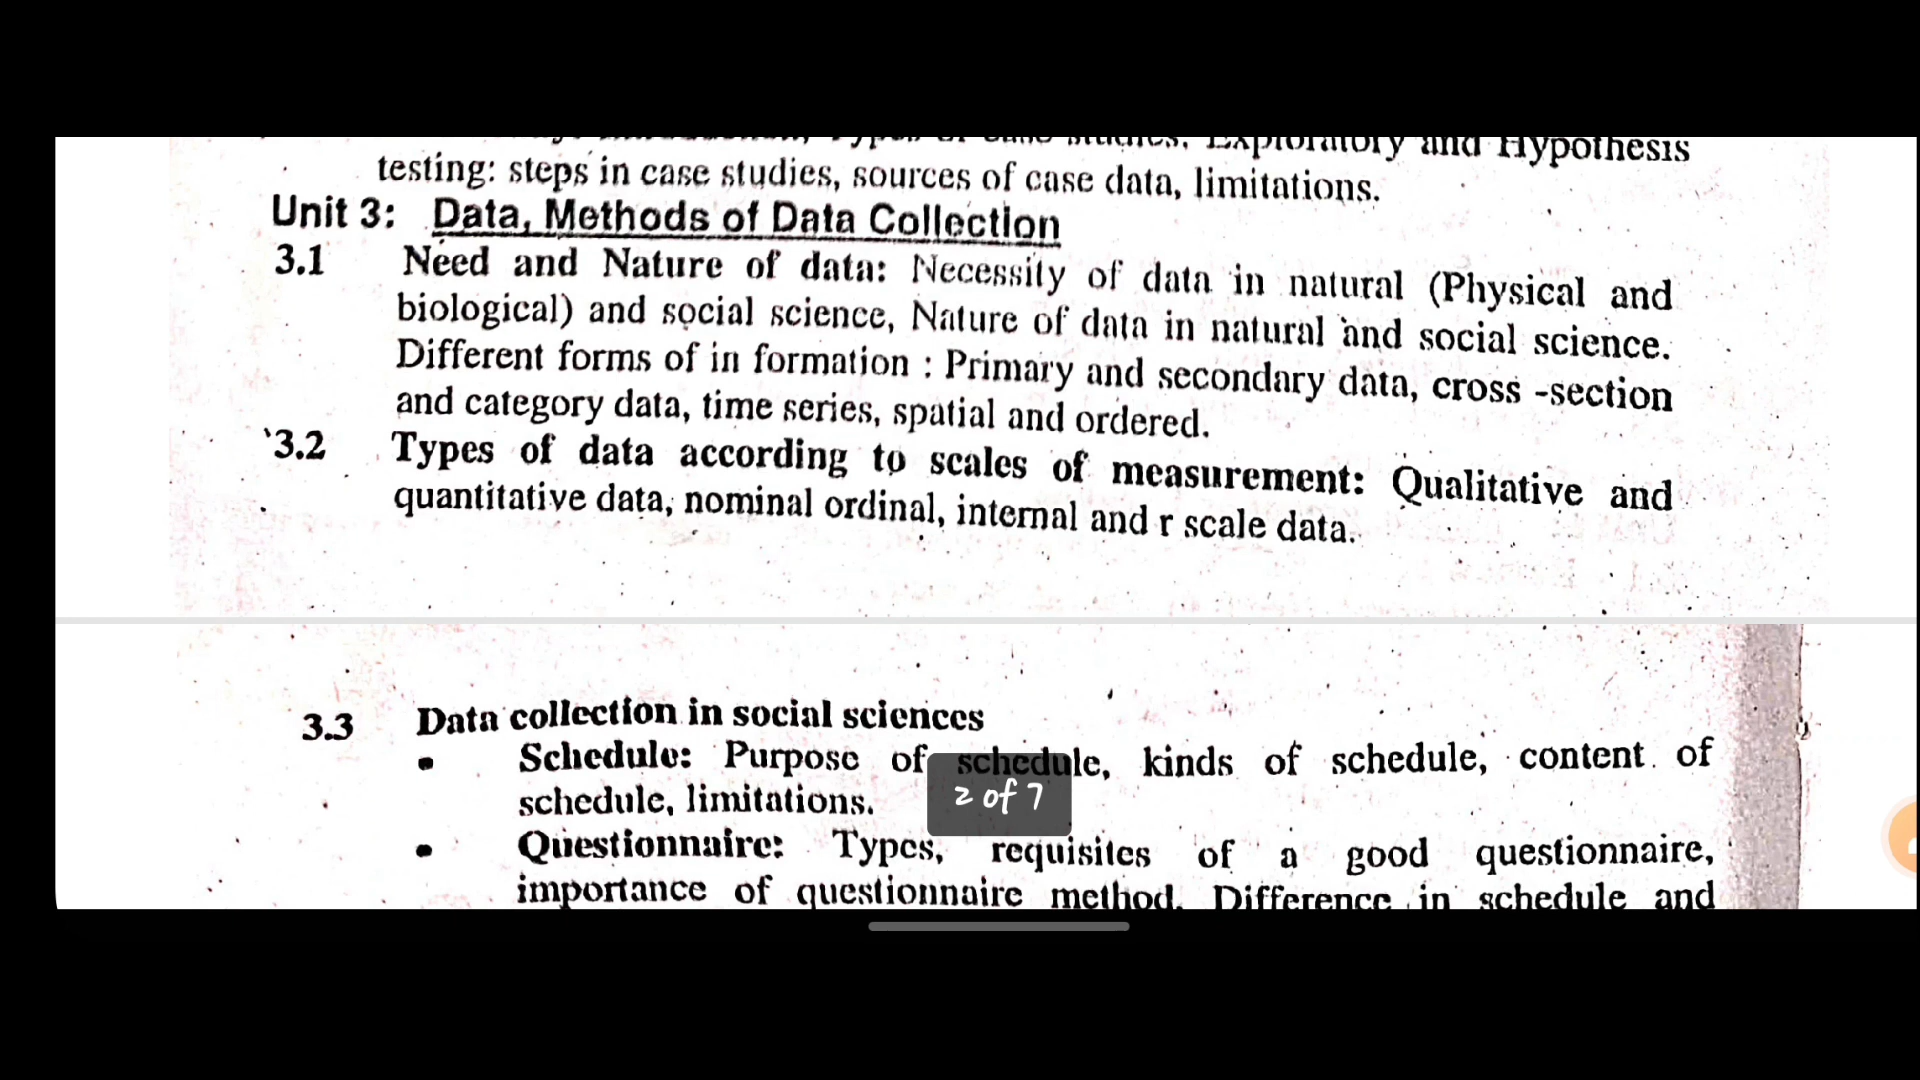 testing: steps in case studies, sources of case data, limitations.
Exploratory and Hypothesis
Unit 3: Data, Methods of Data Collection
3.1 Need and Nature of data: Necessity of data in natural (Physical and
biological) and social science, Nature of data in natural and social science.
Different forms of in formation : Primary and secondary data, cross -section
and category data, time series, spatial and ordered.
3.2 Types of data according to scales of measurement: Qualitative and
quantitative data, nominal ordinal, internal and r scale data.
3.3 Data collection in social sciences
• Schedule: Purpose of schedule, kinds of schedule, content of
schedule, limitations.
2 of 7
• Questionnaire: Types, requisites of a good questionnaire,
importance of questionnaire method. Difference in schedule and